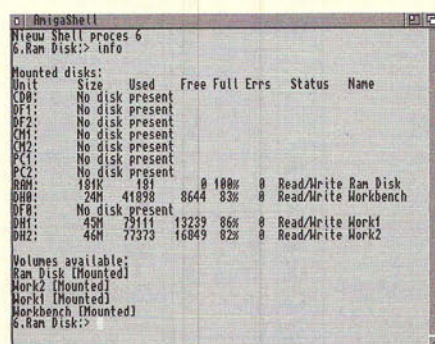 AmigaShell
Nieuw Shell proces 6
6.Ram Disk:> info
Mounted disks:
Unit Size Used Free Full Errs Status Name
CD0: No disk present
DF1: No disk present
DF2: No disk present
CM1: No disk present
CM2: No disk present
PC1: No disk present
PC2: No disk present
RAM: 181K 181 0 100% 0 Read/Write Ram Disk
DH0: 24M 41898 8644 83% 0 Read/Write Workbench
DF0: No disk present
DH1: 45M 79111 13239 86% 0 Read/Write Work1
DH2: 46M 77373 16849 82% 0 Read/Write Work2
Volumes available:
Ram Disk [Mounted]
Work2 [Mounted]
Work1 [Mounted]
Workbench [Mounted]
6.Ram Disk:>